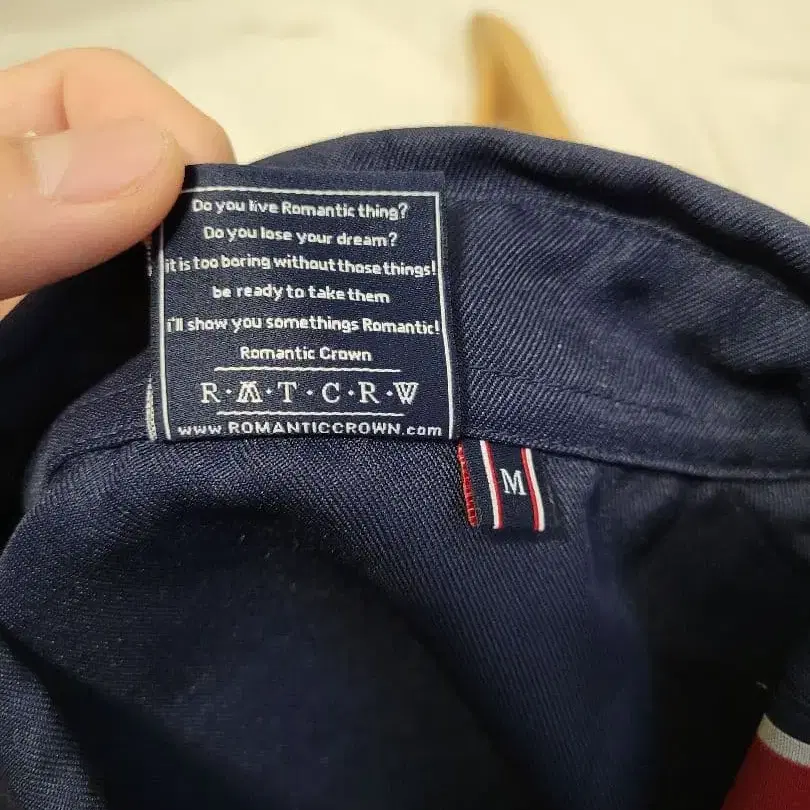 Do you live Romantic thing?
Do you lose your dream?
it is too boring without those things!
be ready to take them
i'll show you somethings Romantic!
Romantic Crown
R·M·T·C·R·W
www.ROMANTICCROWN.com
M